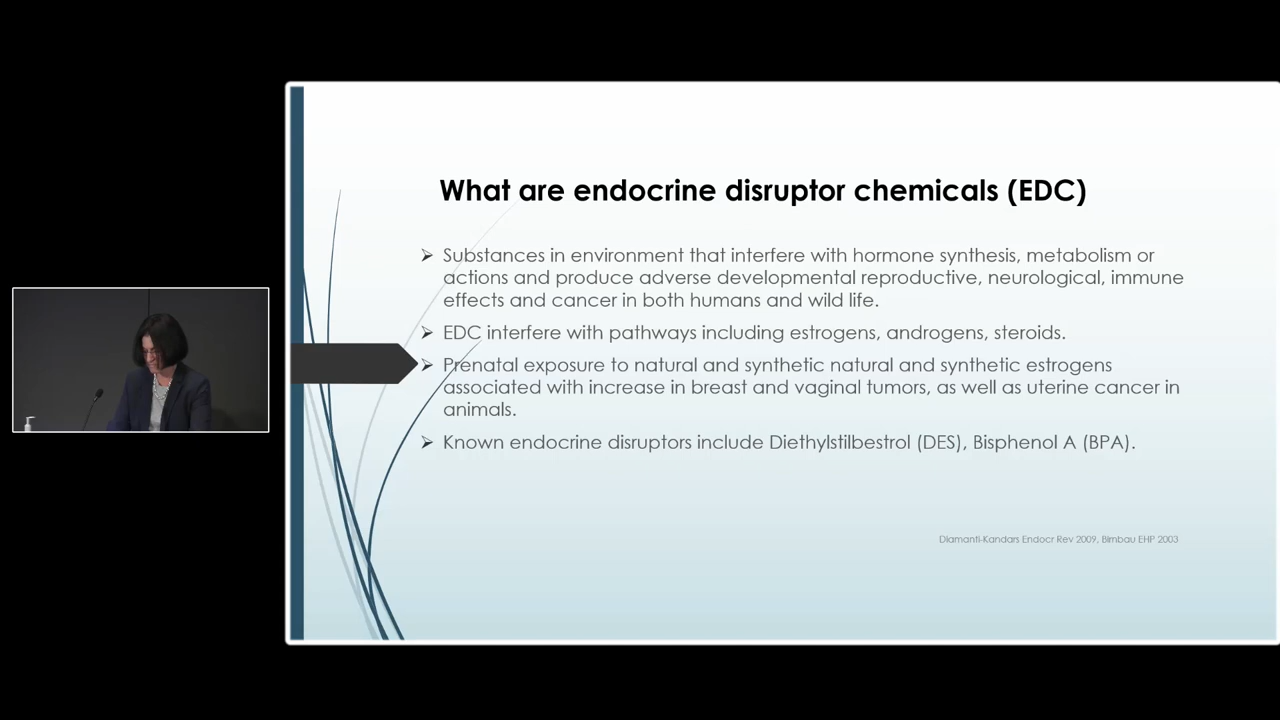 What are endocrine disruptor chemicals (EDC)
Substances in environment that interfere with hormone synthesis, metabolism or
actions and produce adverse developmental reproductive, neurological, immune
effects and cancer in both humans and wild life.
EDC interfere with pathways including estrogens, androgens, steroids.
Prenatal exposure to natural and synthetic natural and synthetic estrogens
associated with increase in breast and vaginal tumors, as well as uterine cancer in
animals.
Known endocrine disruptors include Diethylstilbestrol (DES), Bisphenol A (BPA).
Diamanti-Kandars Endocr Rev 2009, Birnbau EHP 2003